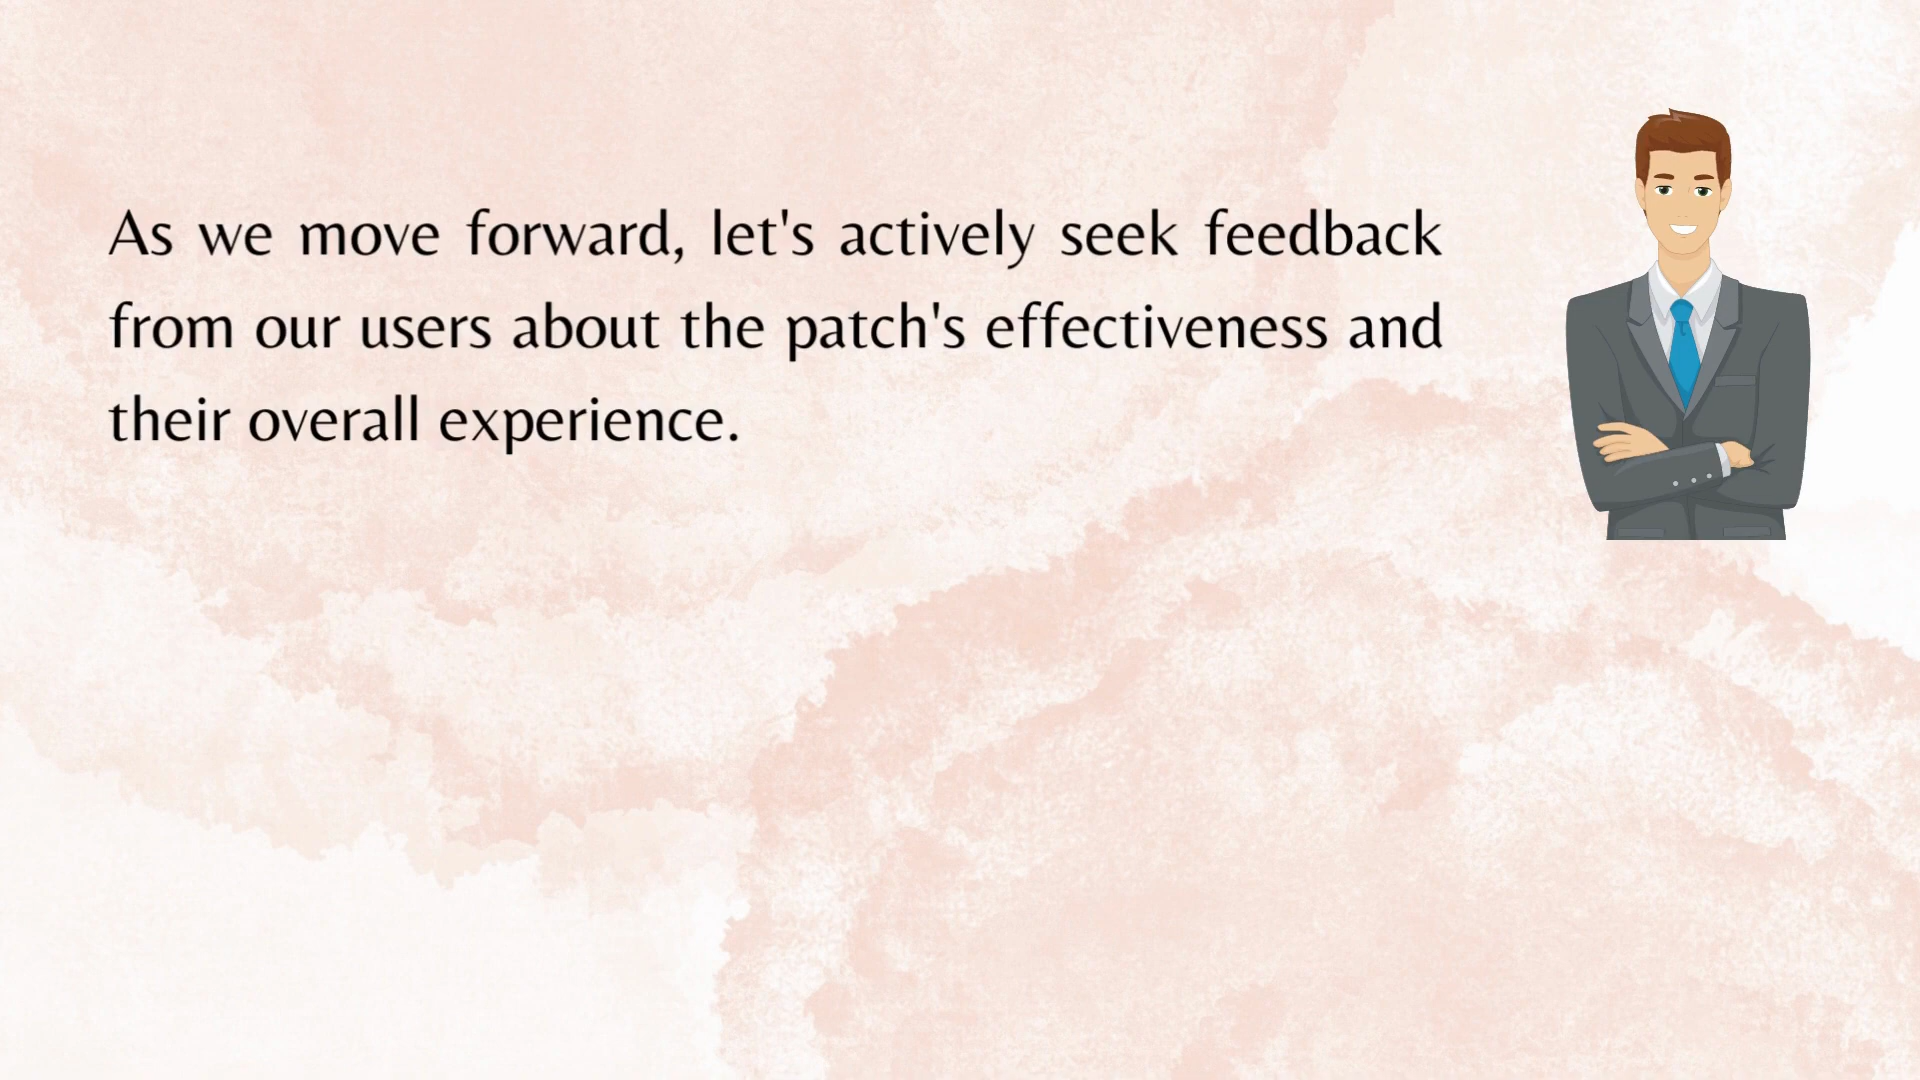 As we move forward, let's actively seek feedback
from our users about the patch's effectiveness and
their overall experience.